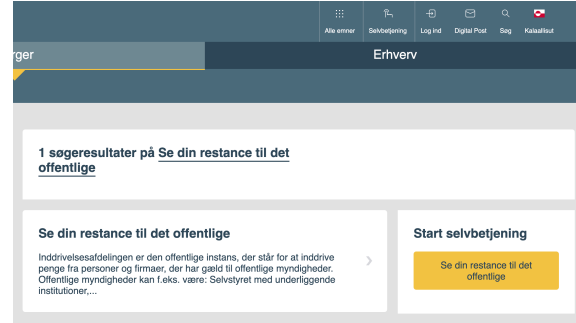 Alle emner
Selvbetjening
Log ind
Digital Post
Søg
Kalaallisut
rger
Erhverv
1 søgeresultater på Se din restance til det
offentlige
Se din restance til det offentlige
Inddrivelsesafdelingen er den offentlige instans, der står for at inddrive
penge fra personer og firmaer, der har gæld til offentlige myndigheder.
Offentlige myndigheder kan f.eks. være: Selvstyret med underliggende
institutioner,...
Start selvbetjening
Se din restance til det
offentlige